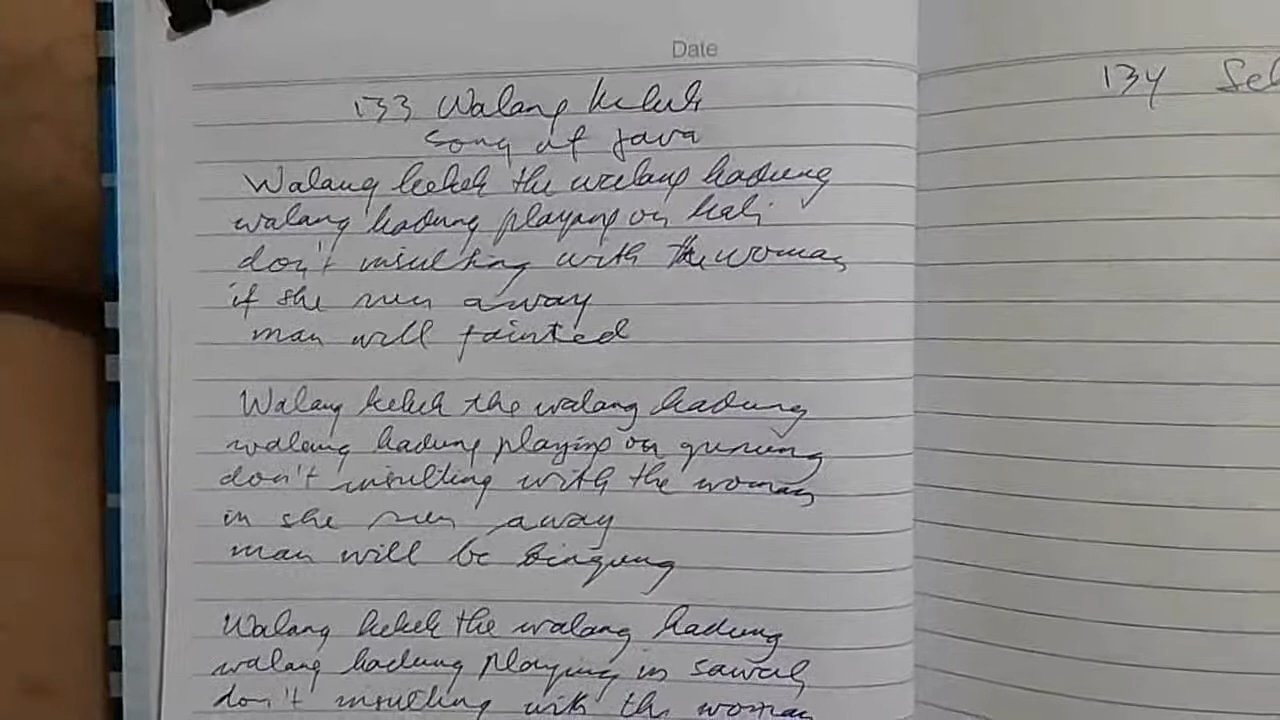 Date
133 Walang kekek
Song of Java
Walang kekek the walang kadung
walang kadung playing on kali
don't insulting with the woman
if she run away
man will fainted
Walang kekek the walang kadung
walang kadung playing on gunung
don't insulting with the woman
in she run away
man will be bingung
Walang kekek the walang kadung
walang kadung playing in sawah
don't insulting with the woman
134 Sel